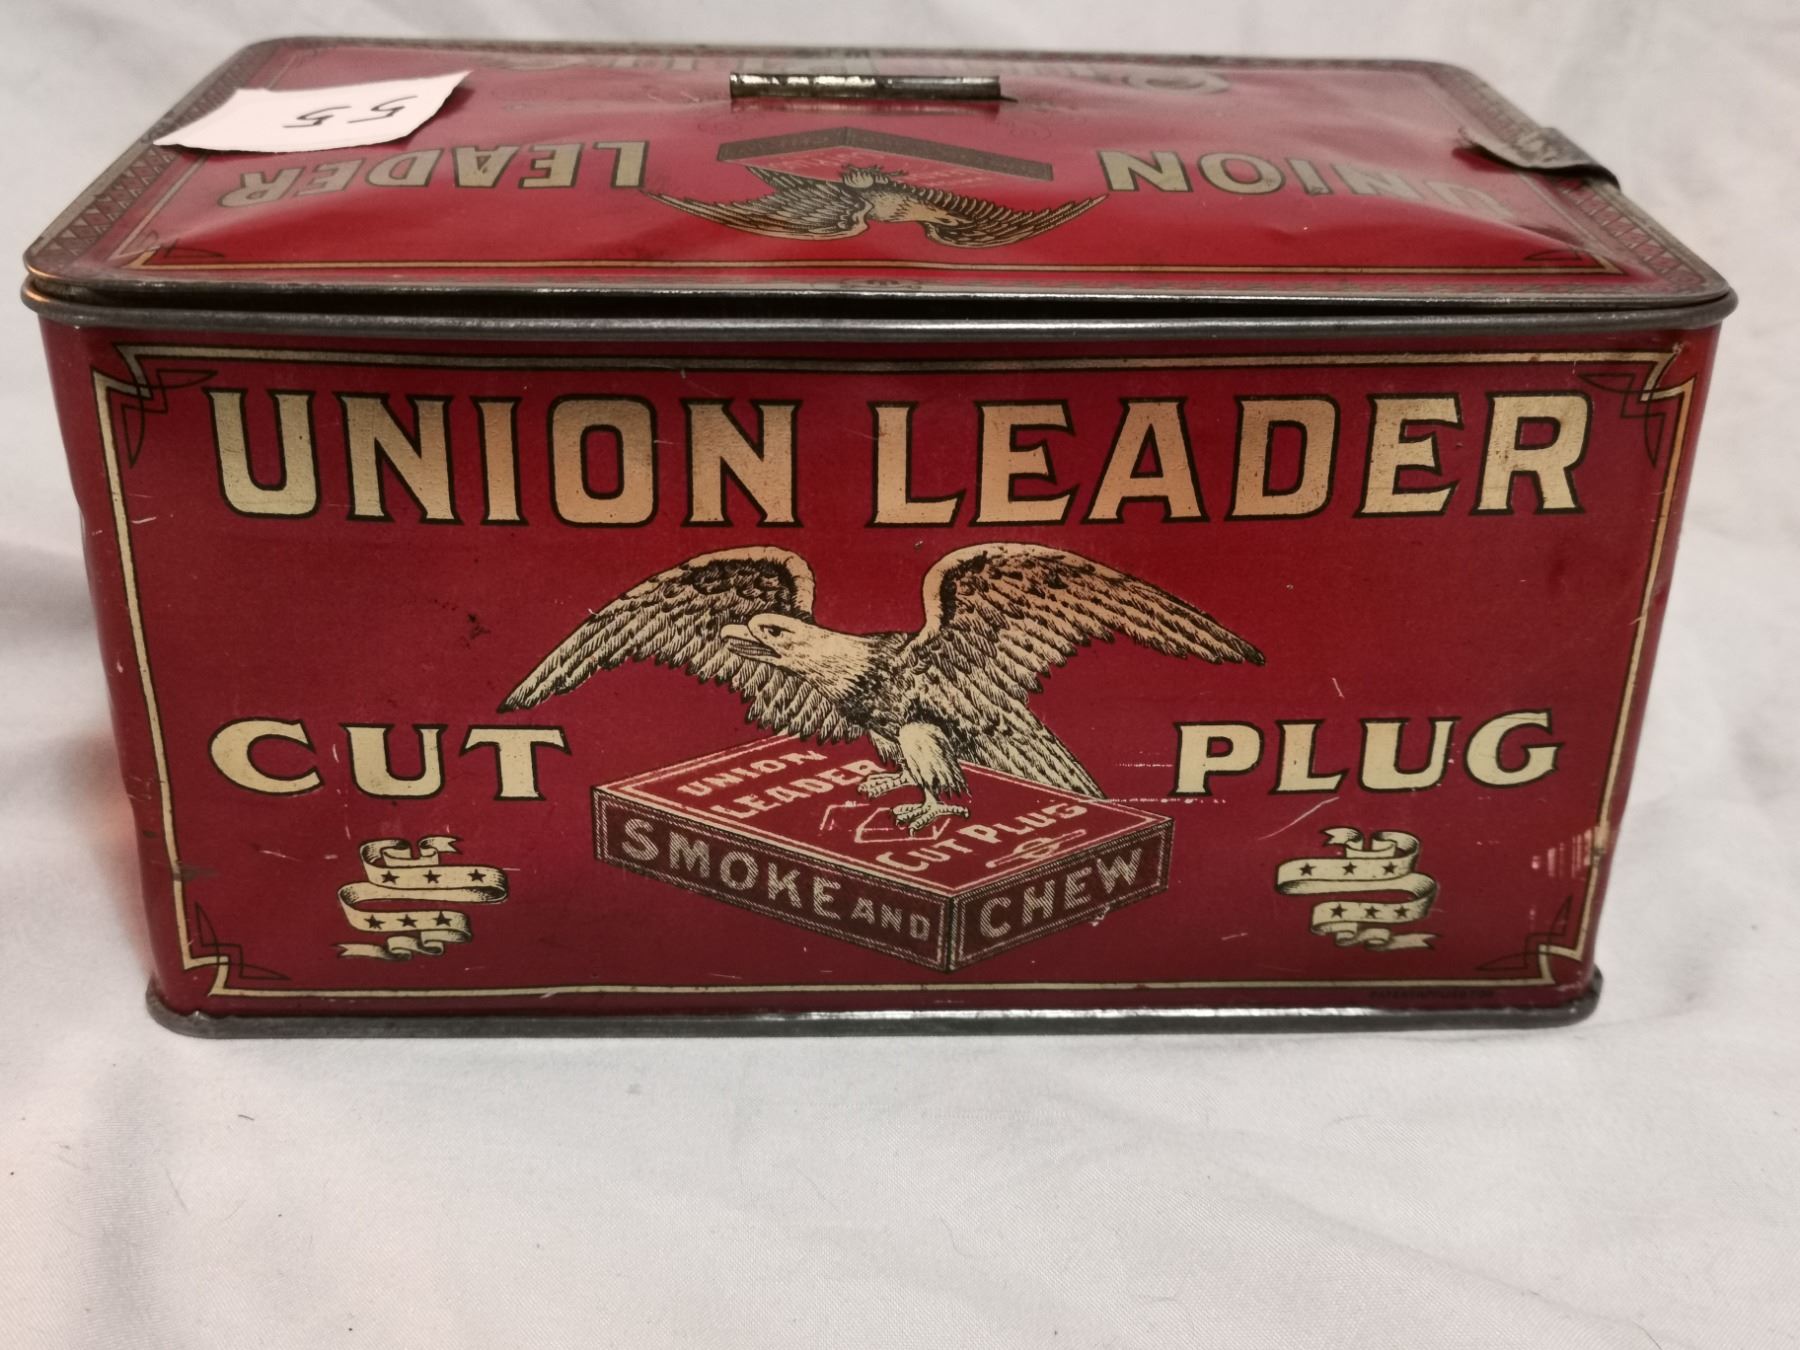 55
UNION LEADER
UNION LEADER
CUT PLUG
UNION
LEADER
CUT PLUG
SMOKE AND CHEW